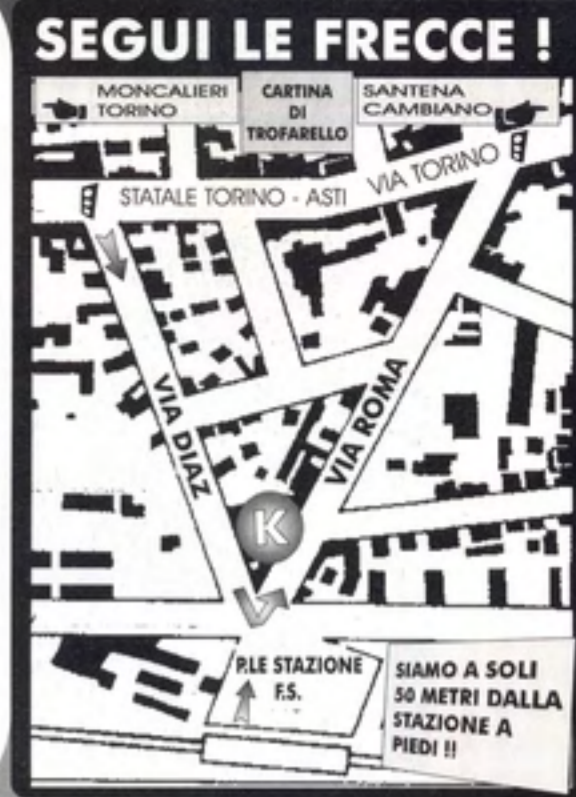 SEGUI LE FRECCE !
MONCALIERI
TORINO
CARTINA
DI
TROFARELLO
SANTENA
CAMBIANO
STATALE TORINO - ASTI
VIA TORINO
VIA DIAZ
VIA ROMA
K
P.LE STAZIONE
F.S.
SIAMO A SOLI
50 METRI DALLA
STAZIONE A
PIEDI !!